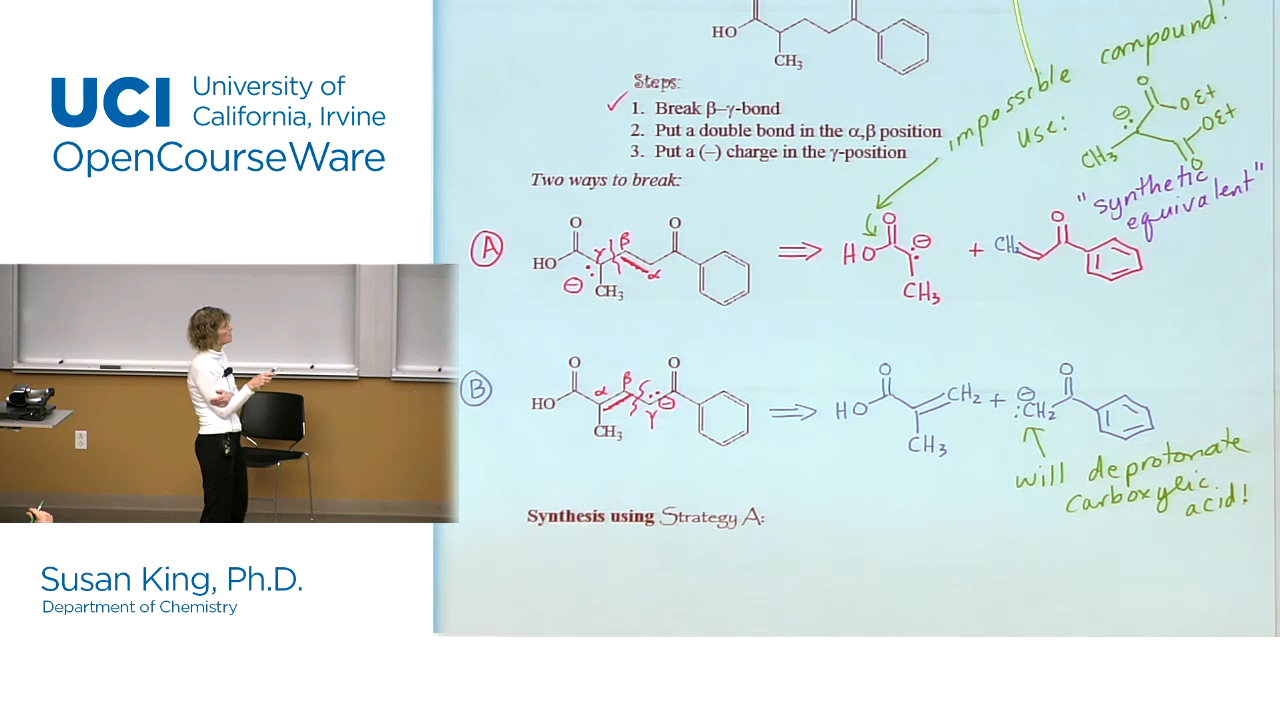 UCI University of California, Irvine
OpenCourseWare
HO
CH₃
Steps:
1. Break β–γ-bond
2. Put a double bond in the α,β position
3. Put a (–) charge in the γ-position
Two ways to break:
impossible compound!
use:
O
OEt
OEt
CH₃
O
"synthetic equivalent"
A
O
O
HO
γ
β
α
CH₃
O
HO
CH₃
+
CH₂
O
B
O
O
HO
α
β
γ
CH₃
O
HO
CH₂
CH₃
+
:CH₂
O
will deprotonate
carboxylic
acid!
Synthesis using Strategy A:
Susan King, Ph.D.
Department of Chemistry